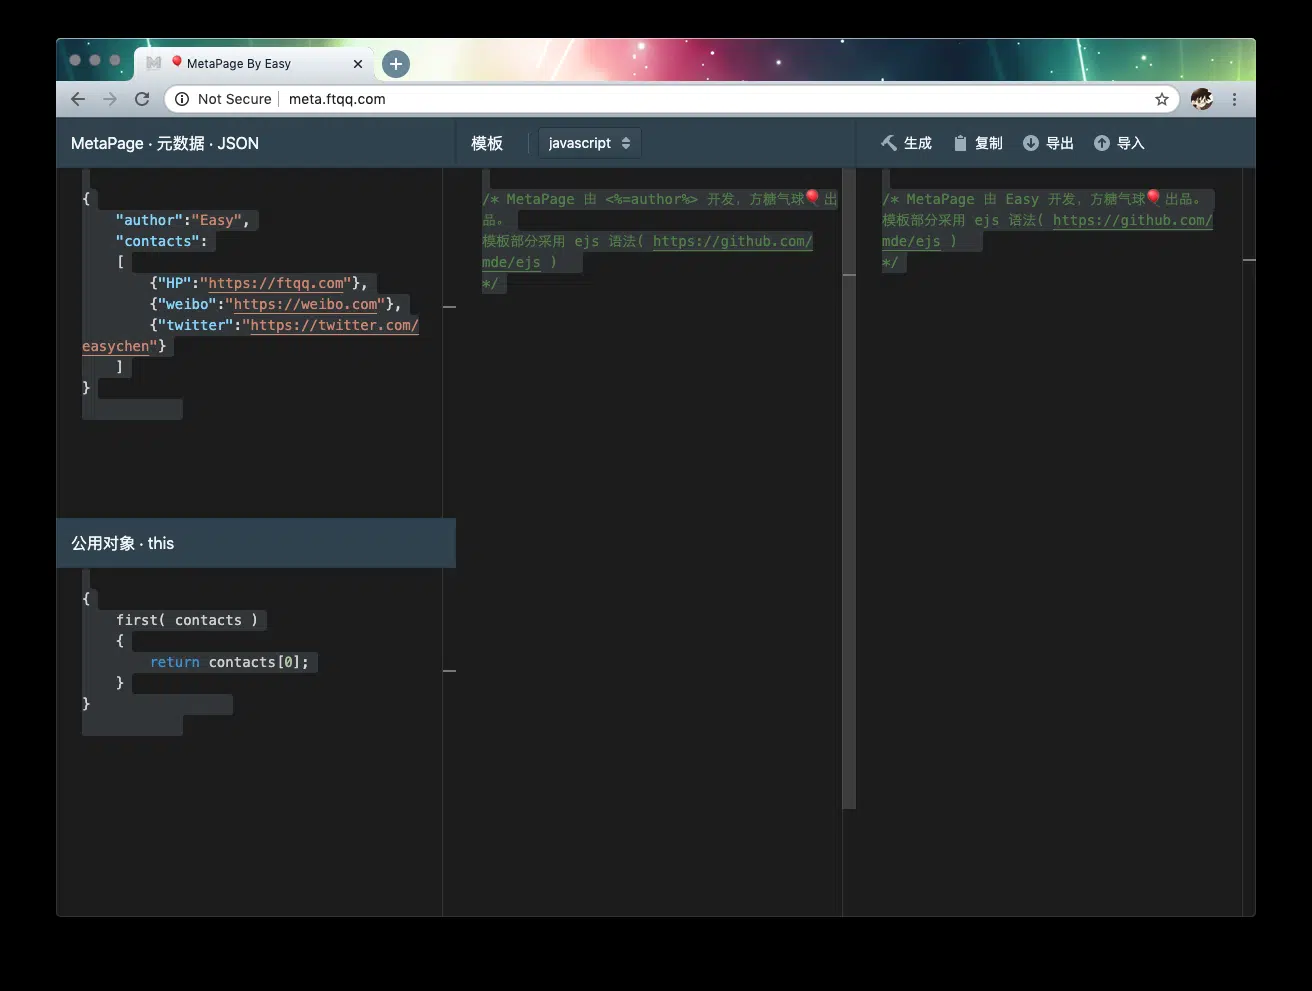 MetaPage By Easy
Not Secure meta.ftqq.com
MetaPage · 元数据 · JSON
{
"author":"Easy",
"contacts":
[
{"HP":"https://ftqq.com"},
{"weibo":"https://weibo.com"},
{"twitter":"https://twitter.com/
easychen"}
]
}
公用对象 · this
{
first( contacts )
{
return contacts[0];
}
}
模板 javascript
/* MetaPage 由 <%=author%> 开发，方糖气球🎈出
品。
模板部分采用 ejs 语法( https://github.com/
mde/ejs )
*/
生成 复制 导出 导入
/* MetaPage 由 Easy 开发，方糖气球🎈出品。
模板部分采用 ejs 语法( https://github.com/
mde/ejs )
*/